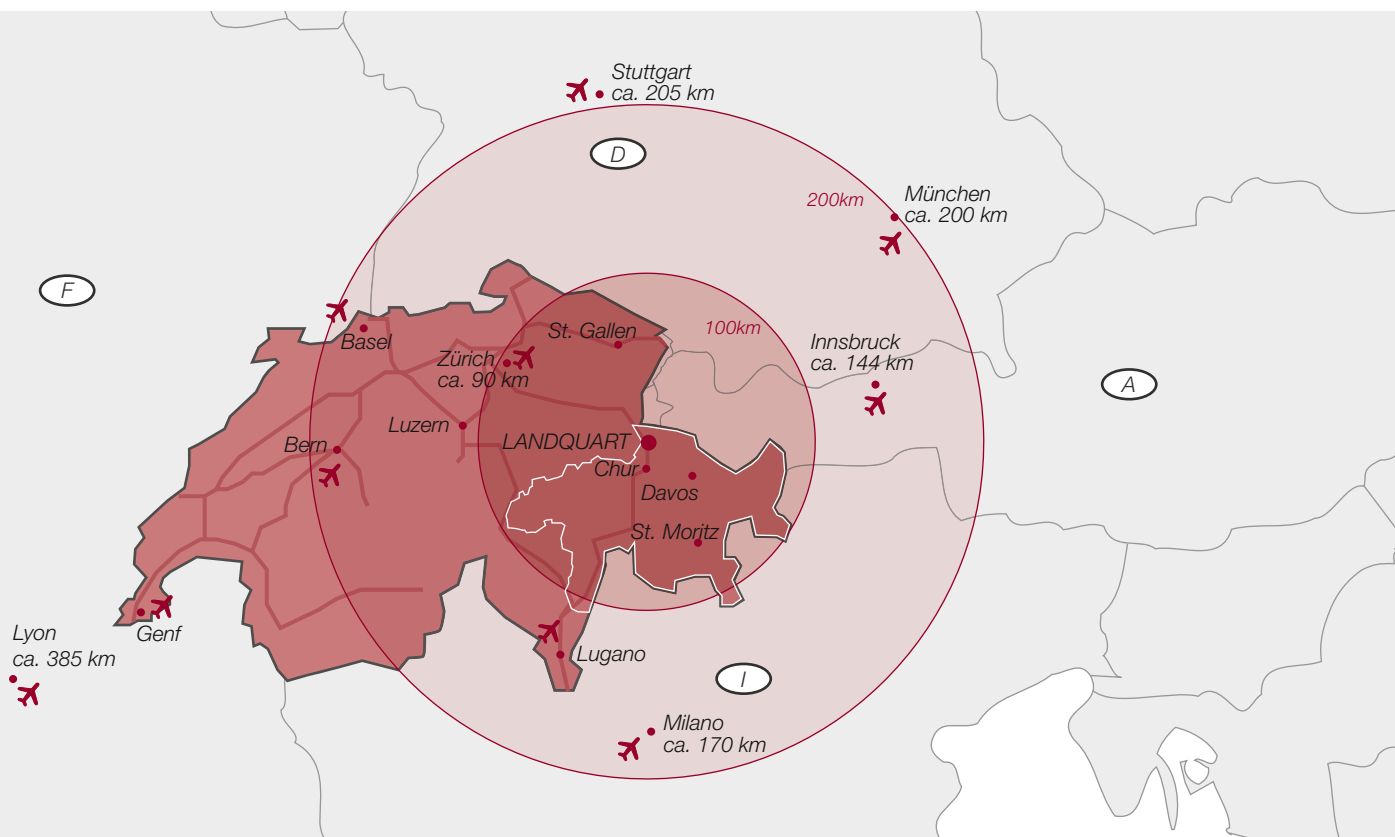 Stuttgart
ca. 205 km
D
200km
München
ca. 200 km
F
100km
Basel
St. Gallen
Zürich
ca. 90 km
Innsbruck
ca. 144 km
A
Luzern
Bern
LANDQUART
Chur
Davos
St. Moritz
Genf
Lyon
ca. 385 km
Lugano
I
Milano
ca. 170 km